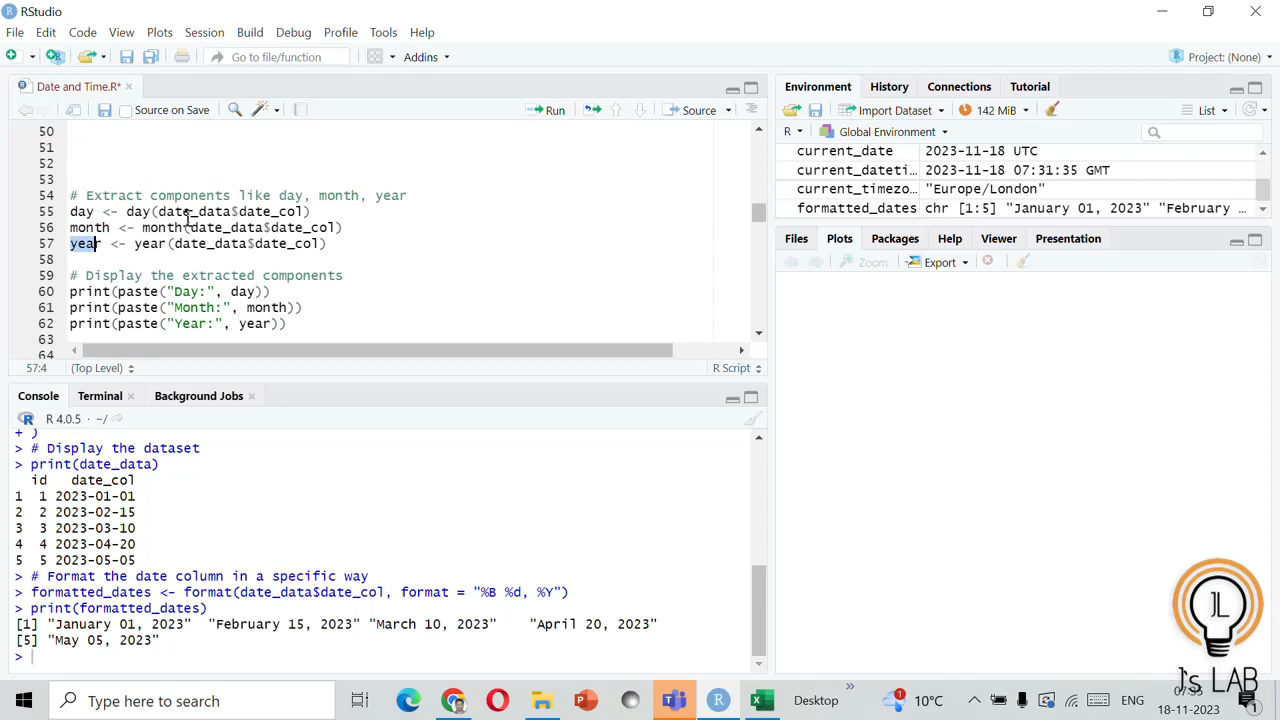 RStudio
File Edit Code View Plots Session Build Debug Profile Tools Help
Go to file/function Addins Project: (None)
Date and Time.R*
Source on Save Run Source
50
51
52
53
54 # Extract components like day, month, year
55 day <- day(date_data$date_col)
56 month <- month(date_data$date_col)
57 year <- year(date_data$date_col)
58
59 # Display the extracted components
60 print(paste("Day:", day))
61 print(paste("Month:", month))
62 print(paste("Year:", year))
63
64
57:4 (Top Level) R Script
Console Terminal Background Jobs
R 4.0.5 · ~/
+ )
> # Display the dataset
> print(date_data)
id date_col
1 1 2023-01-01
2 2 2023-02-15
3 3 2023-03-10
4 4 2023-04-20
5 5 2023-05-05
> # Format the date column in a specific way
> formatted_dates <- format(date_data$date_col, format = "%B %d, %Y")
> print(formatted_dates)
[1] "January 01, 2023" "February 15, 2023" "March 10, 2023" "April 20, 2023"
[5] "May 05, 2023"
>
Environment History Connections Tutorial
Import Dataset 142 MiB List
R Global Environment
current_date 2023-11-18 UTC
current_dateti… 2023-11-18 07:31:35 GMT
current_timezo… "Europe/London"
formatted_dates chr [1:5] "January 01, 2023" "February …
Files Plots Packages Help Viewer Presentation
Zoom Export
JL
J's LAB
Type here to search Desktop 1 10°C ENG
18-11-2023 1